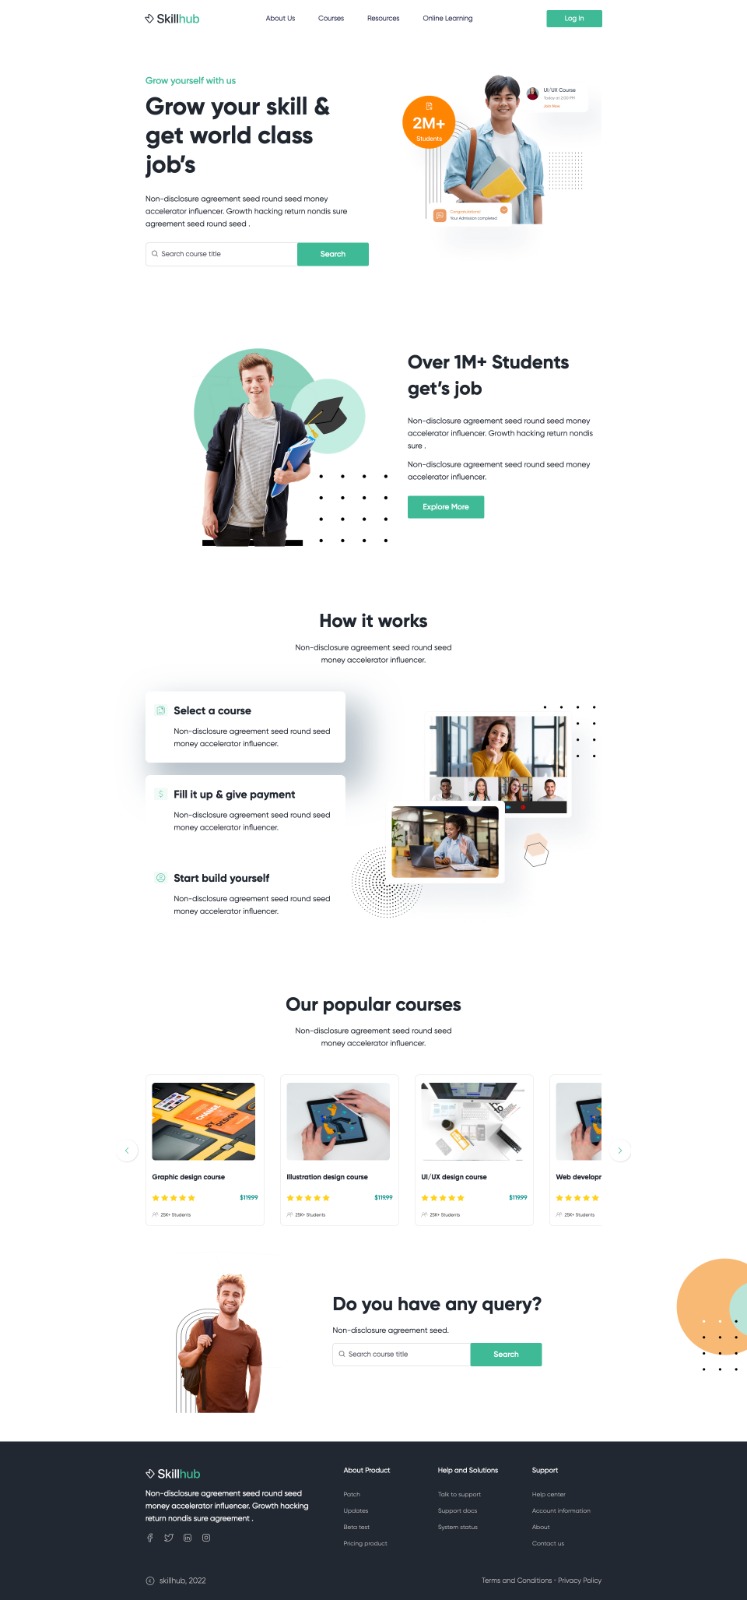 Skillhub
About Us
Courses
Resources
Online Learning
Log In
Grow yourself with us
Grow your skill &
get world class
job's
Non-disclosure agreement seed round seed money
accelerator influencer. Growth hacking return nondis sure
agreement seed round seed .
Search course title
Search
2M+
Students
UI/UX Course
Today at 12:00 PM
Join Now
Congratulations
Your Admission completed
Over 1M+ Students
get's job
Non-disclosure agreement seed round seed money
accelerator influencer. Growth hacking return nondis
sure .
Non-disclosure agreement seed round seed money
accelerator influencer.
Explore More
How it works
Non-disclosure agreement seed round seed
money accelerator influencer.
Select a course
Non-disclosure agreement seed round seed
money accelerator influencer.
Fill it up & give payment
Non-disclosure agreement seed round seed
money accelerator influencer.
Start build yourself
Non-disclosure agreement seed round seed
money accelerator influencer.
Our popular courses
Non-disclosure agreement seed round seed
money accelerator influencer.
Graphic design course
$119.99
25K+ Students
Illustration design course
$119.99
25K+ Students
UI/UX design course
$119.99
25K+ Students
Web developr
25K+ Students
Do you have any query?
Non-disclosure agreement seed.
Search course title
Search
Skillhub
Non-disclosure agreement seed round seed
money accelerator influencer. Growth hacking
return nondis sure agreement .
About Product
Patch
Updates
Beta test
Pricing product
Help and Solutions
Talk to support
Support docs
System status
Support
Help center
Account information
About
Contact us
skillhub, 2022
Terms and Conditions · Privacy Policy